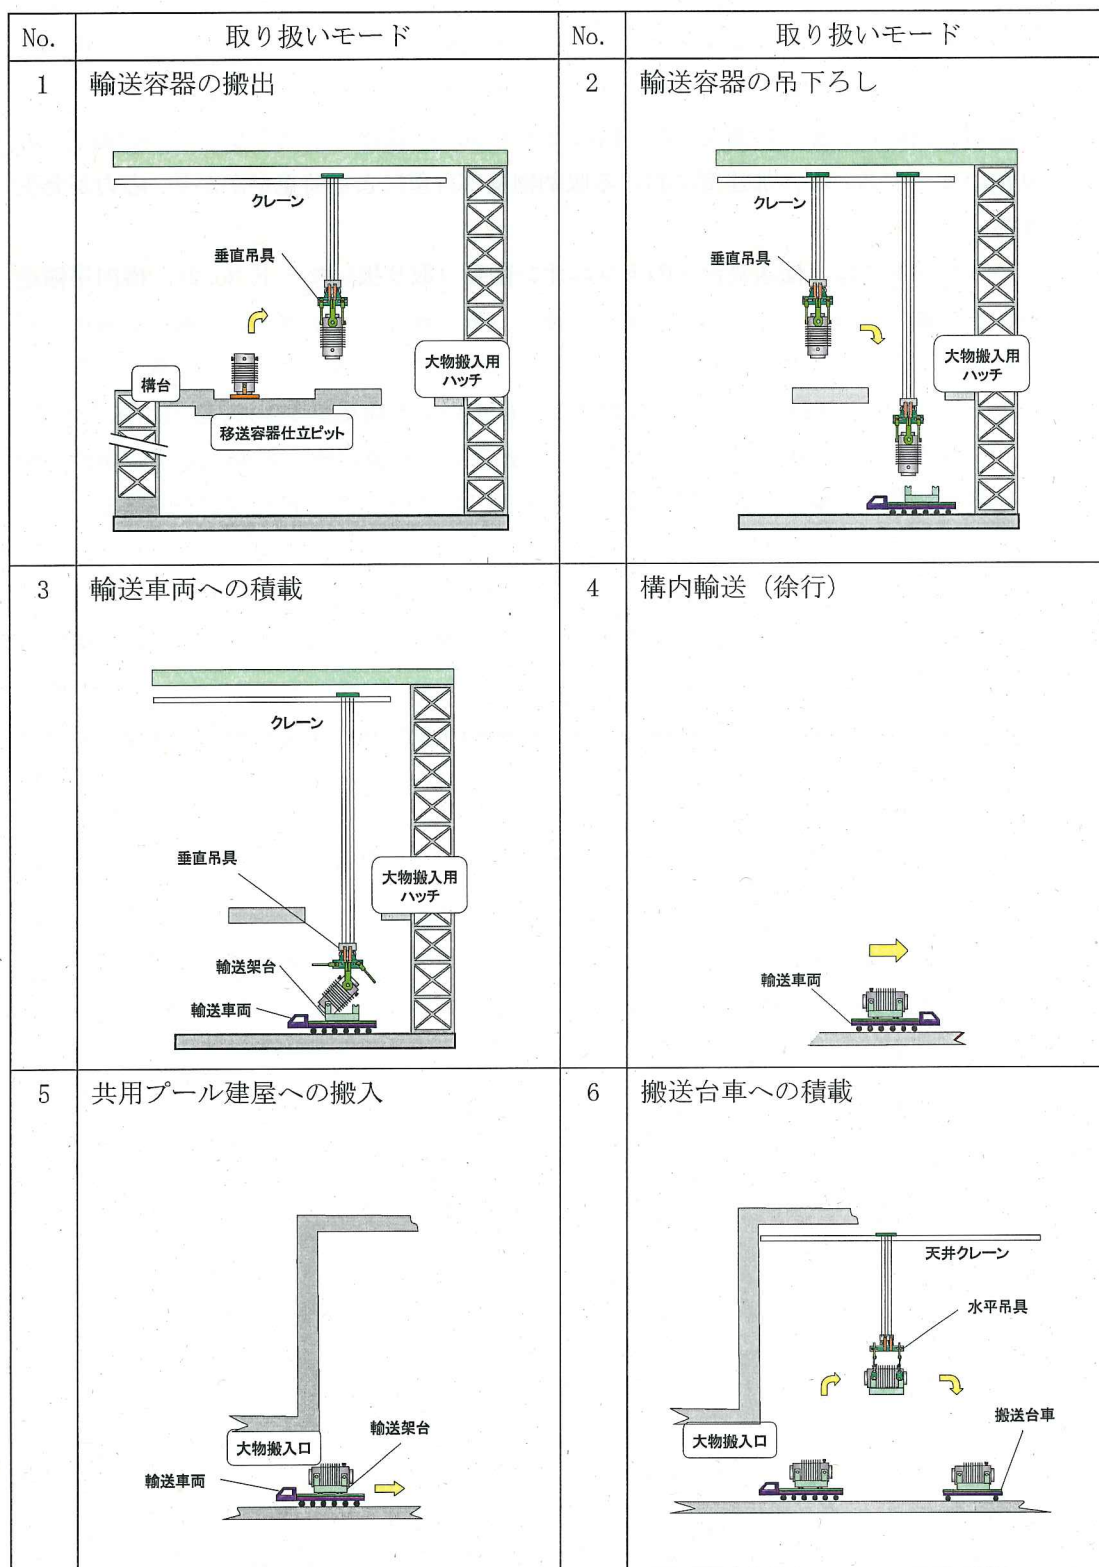 No.
取り扱いモード
No.
取り扱いモード
1
輸送容器の搬出
クレーン
垂直吊具
大物搬入用
ハッチ
構台
移送容器仕立ピット
2
輸送容器の吊下ろし
クレーン
垂直吊具
大物搬入用
ハッチ
3
輸送車両への積載
クレーン
垂直吊具
大物搬入用
ハッチ
輸送架台
輸送車両
4
構内輸送（徐行）
輸送車両
5
共用プール建屋への搬入
大物搬入口
輸送架台
輸送車両
6
搬送台車への積載
天井クレーン
水平吊具
搬送台車
大物搬入口